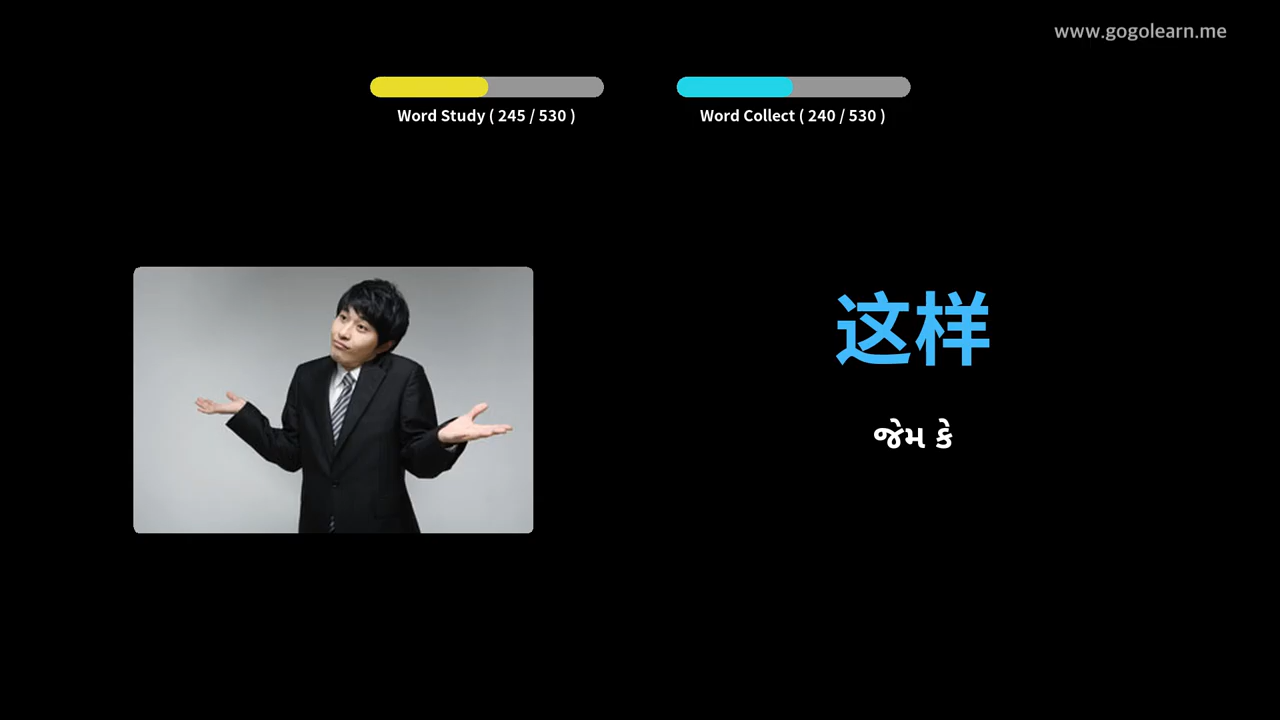 www.gogolearn.me
Word Study ( 245 / 530 )
Word Collect ( 240 / 530 )
这样
જેમ કે